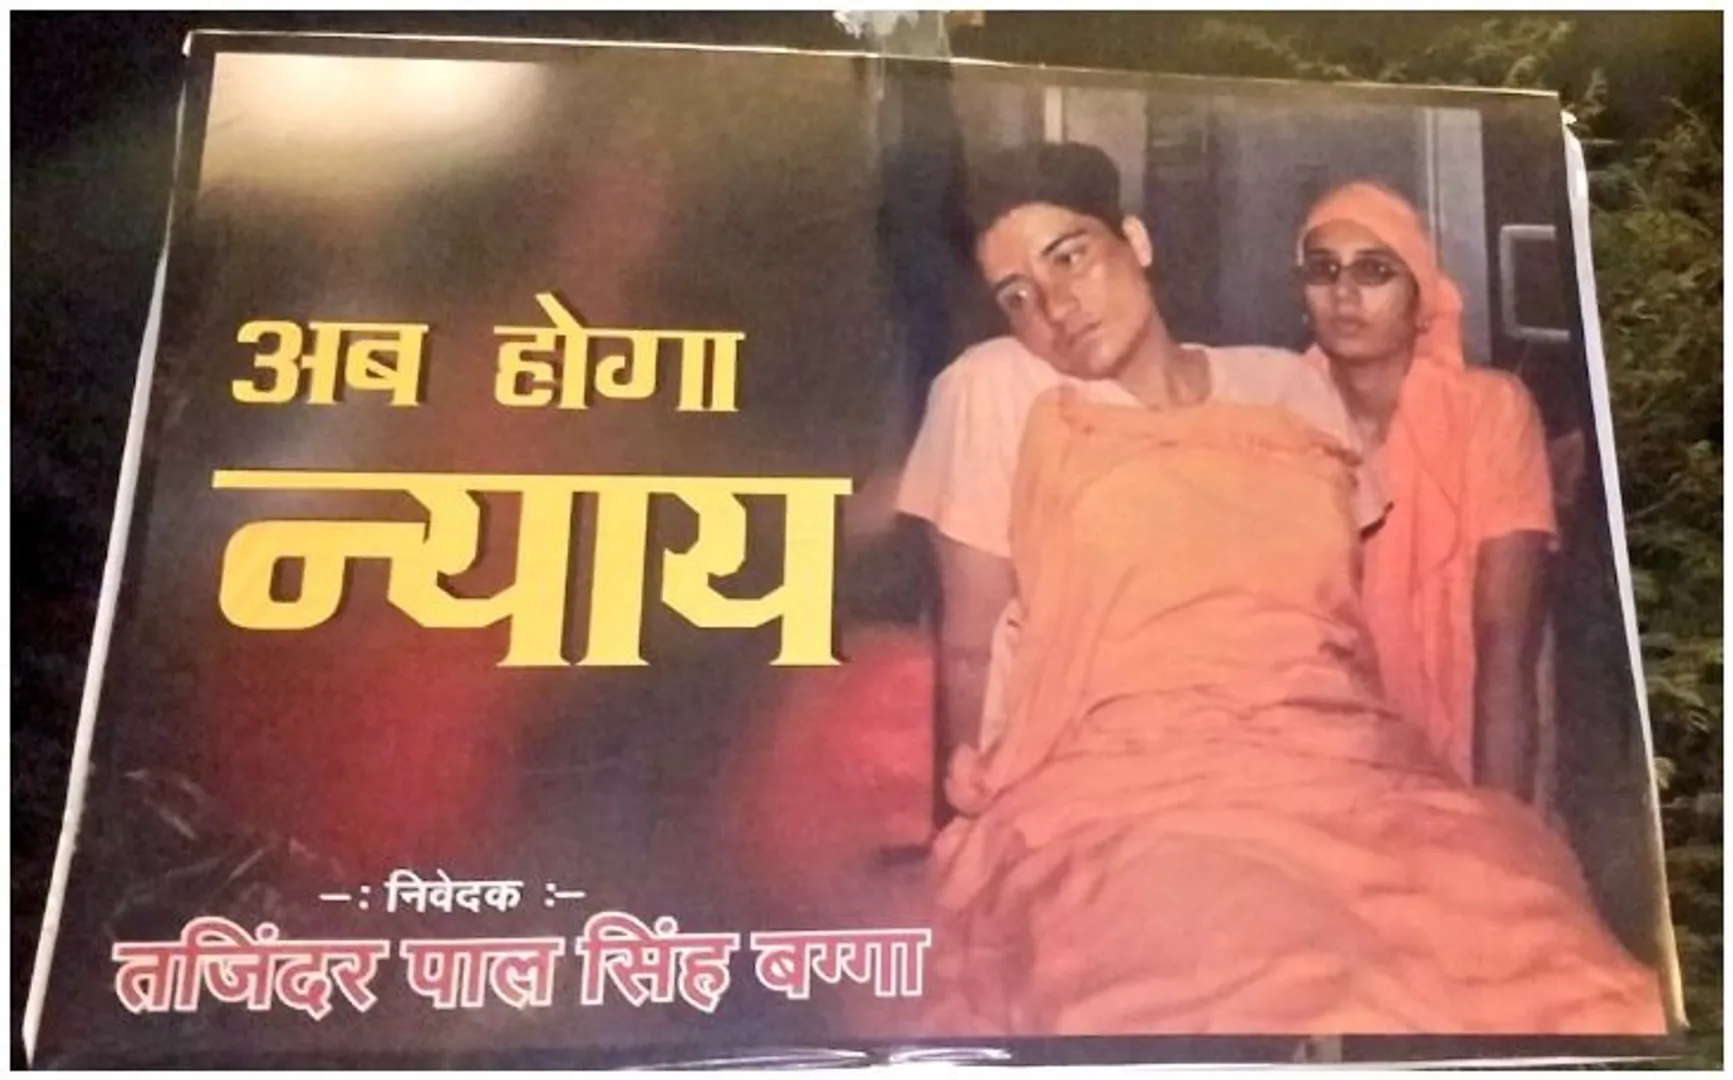 अब होगा
न्याय
–: निवेदक :–
तजिंदर पाल सिंह बग्गा